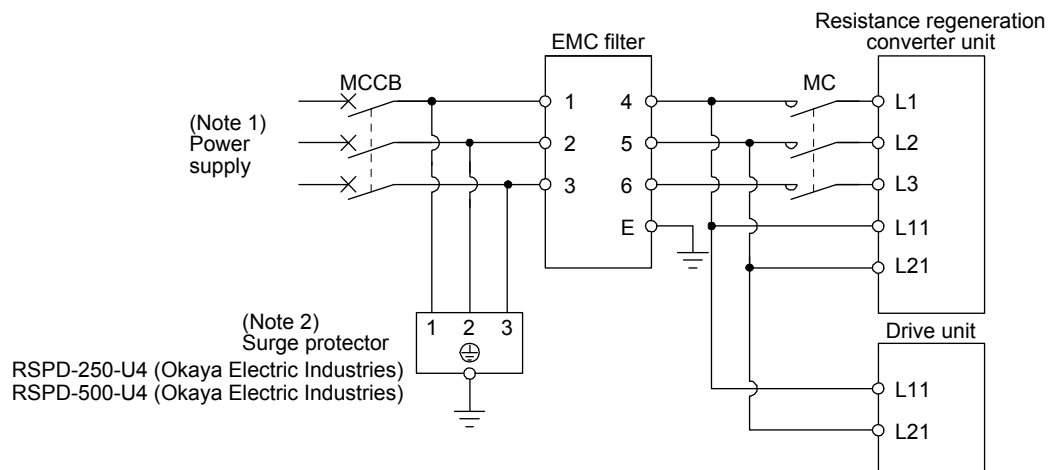 Resistance regeneration
converter unit
EMC filter
MCCB
MC
(Note 1)
Power
supply
1
4
L1
2
5
L2
3
6
L3
E
L11
L21
(Note 2)
Surge protector
1 2 3
RSPD-250-U4 (Okaya Electric Industries)
RSPD-500-U4 (Okaya Electric Industries)
Drive unit
L11
L21